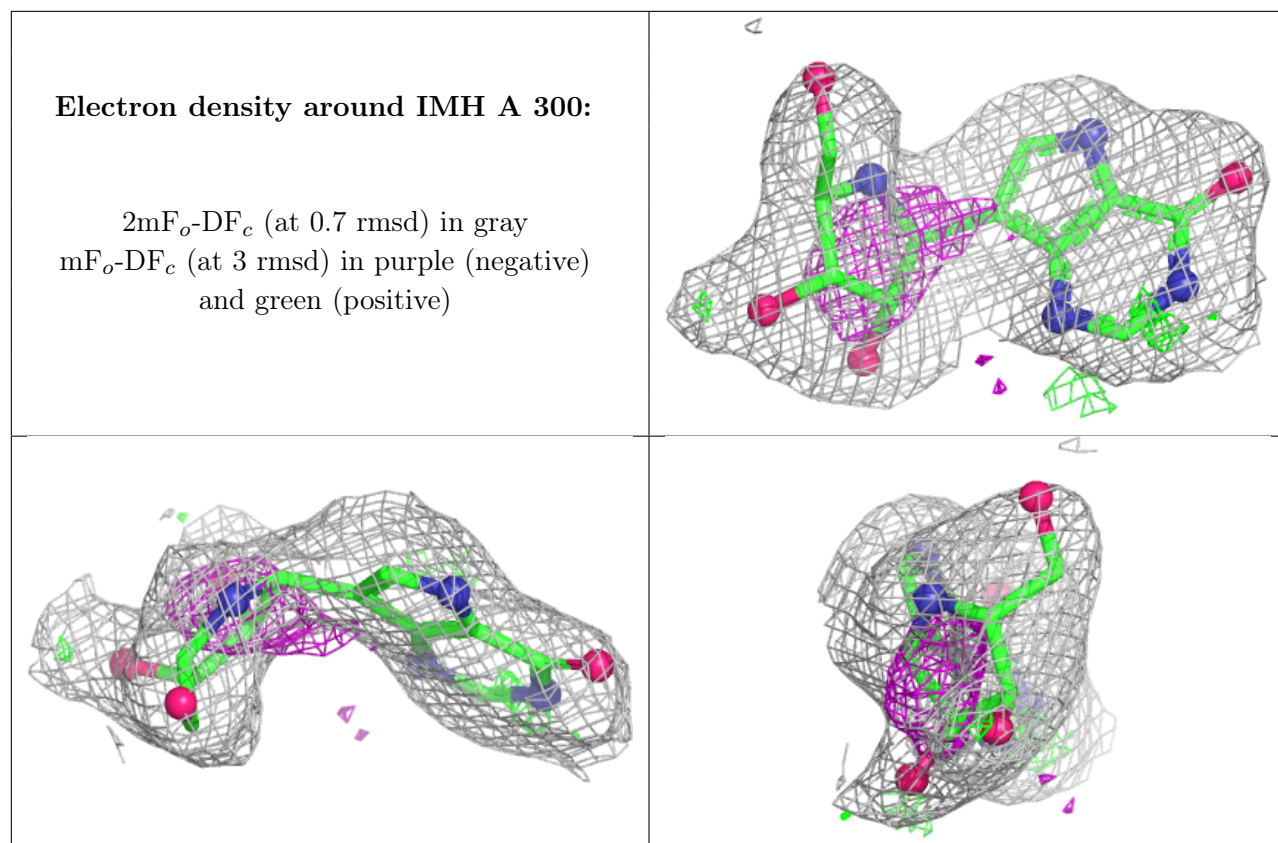 Electron density around IMH A 300:
2mFo-DFc (at 0.7 rmsd) in gray
mFo-DFc (at 3 rmsd) in purple (negative)
and green (positive)